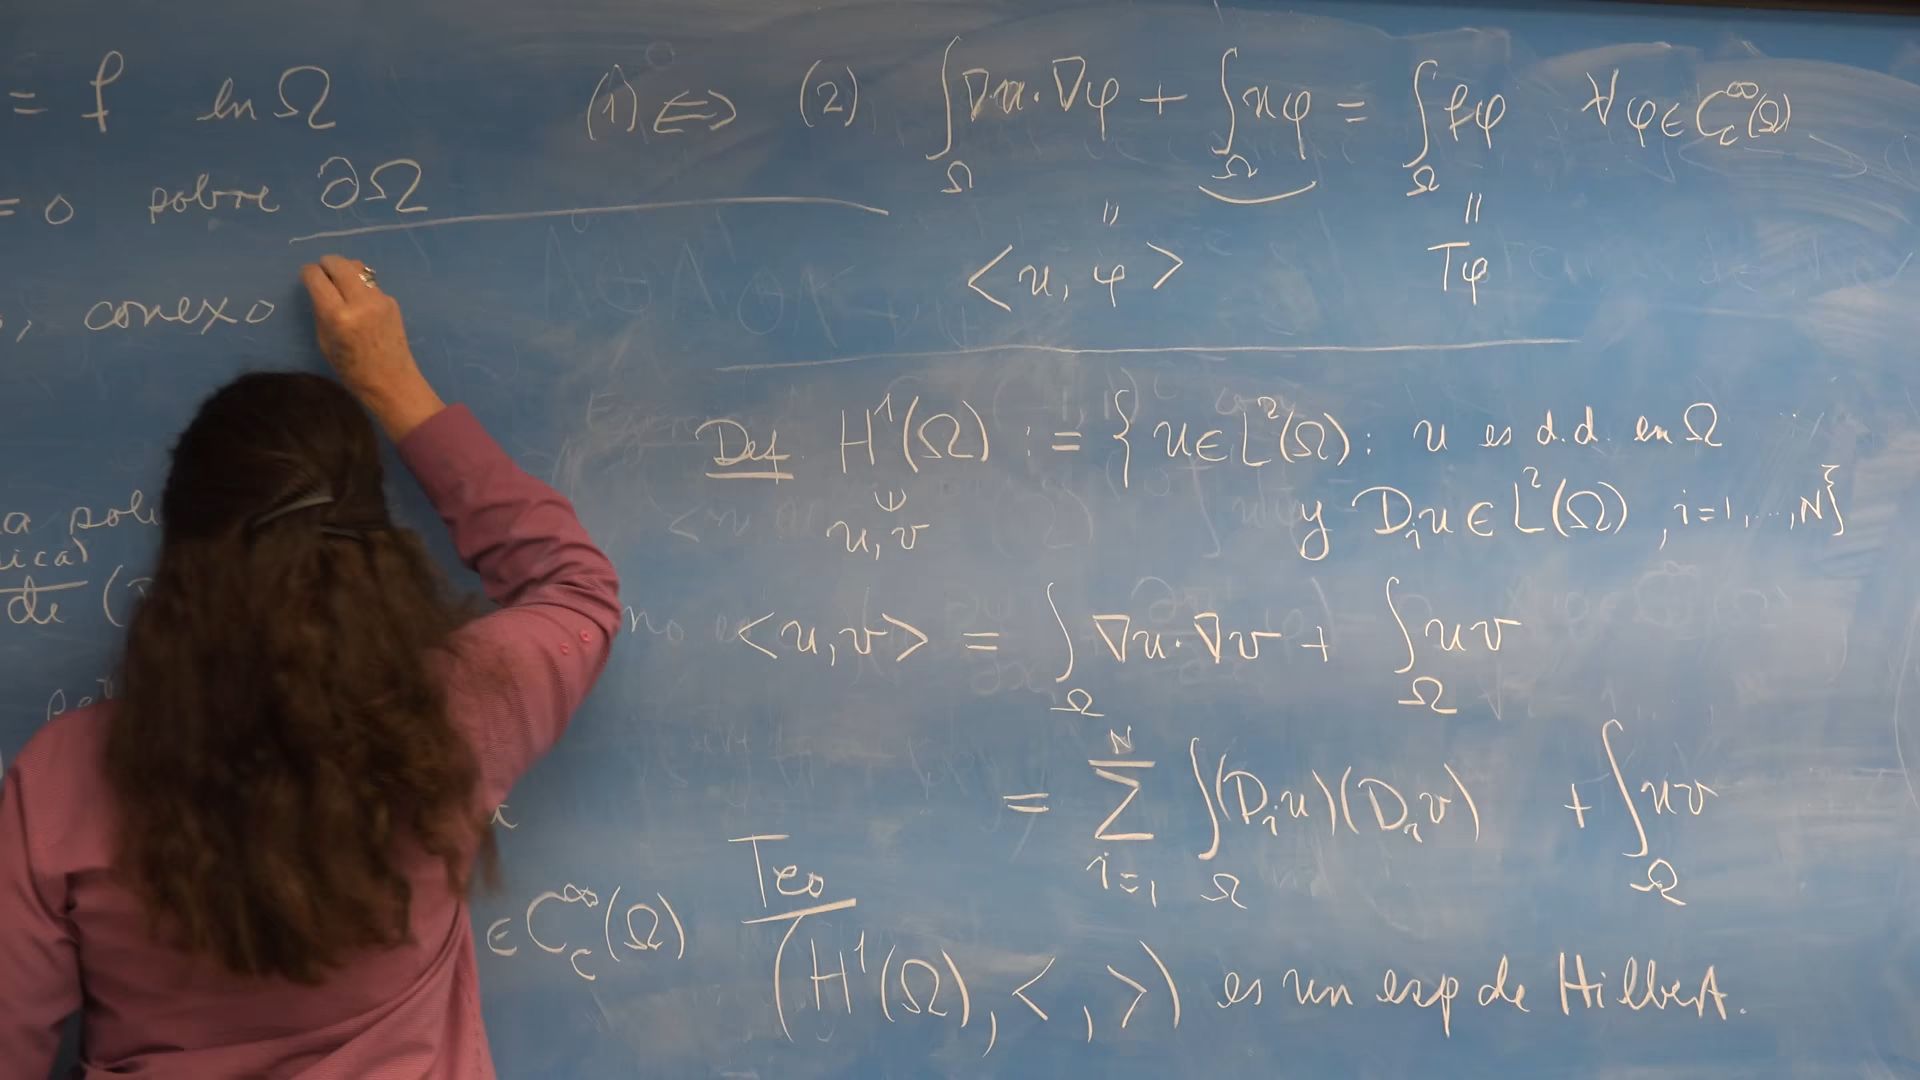 = f en Ω
= 0 sobre ∂Ω
, conexo
a
de (
(1) ⇔ (2) ∫_Ω ∇u·∇φ + ∫_Ω uφ = ∫_Ω fφ ∀φ∈C_c^∞(Ω)
= =
<u, φ> Tφ
Def H¹(Ω) := { u∈L²(Ω): u es d.d. en Ω
u, v y D_i u ∈ L²(Ω), i=1,...,N}
<u,v> = ∫_Ω ∇u·∇v + ∫_Ω uv
= Σ_{i=1}^N ∫_Ω (D_i u)(D_i v) + ∫_Ω uv
∈ C_c^∞(Ω)
Teo
(H¹(Ω), < , >) es un esp de Hilbert.